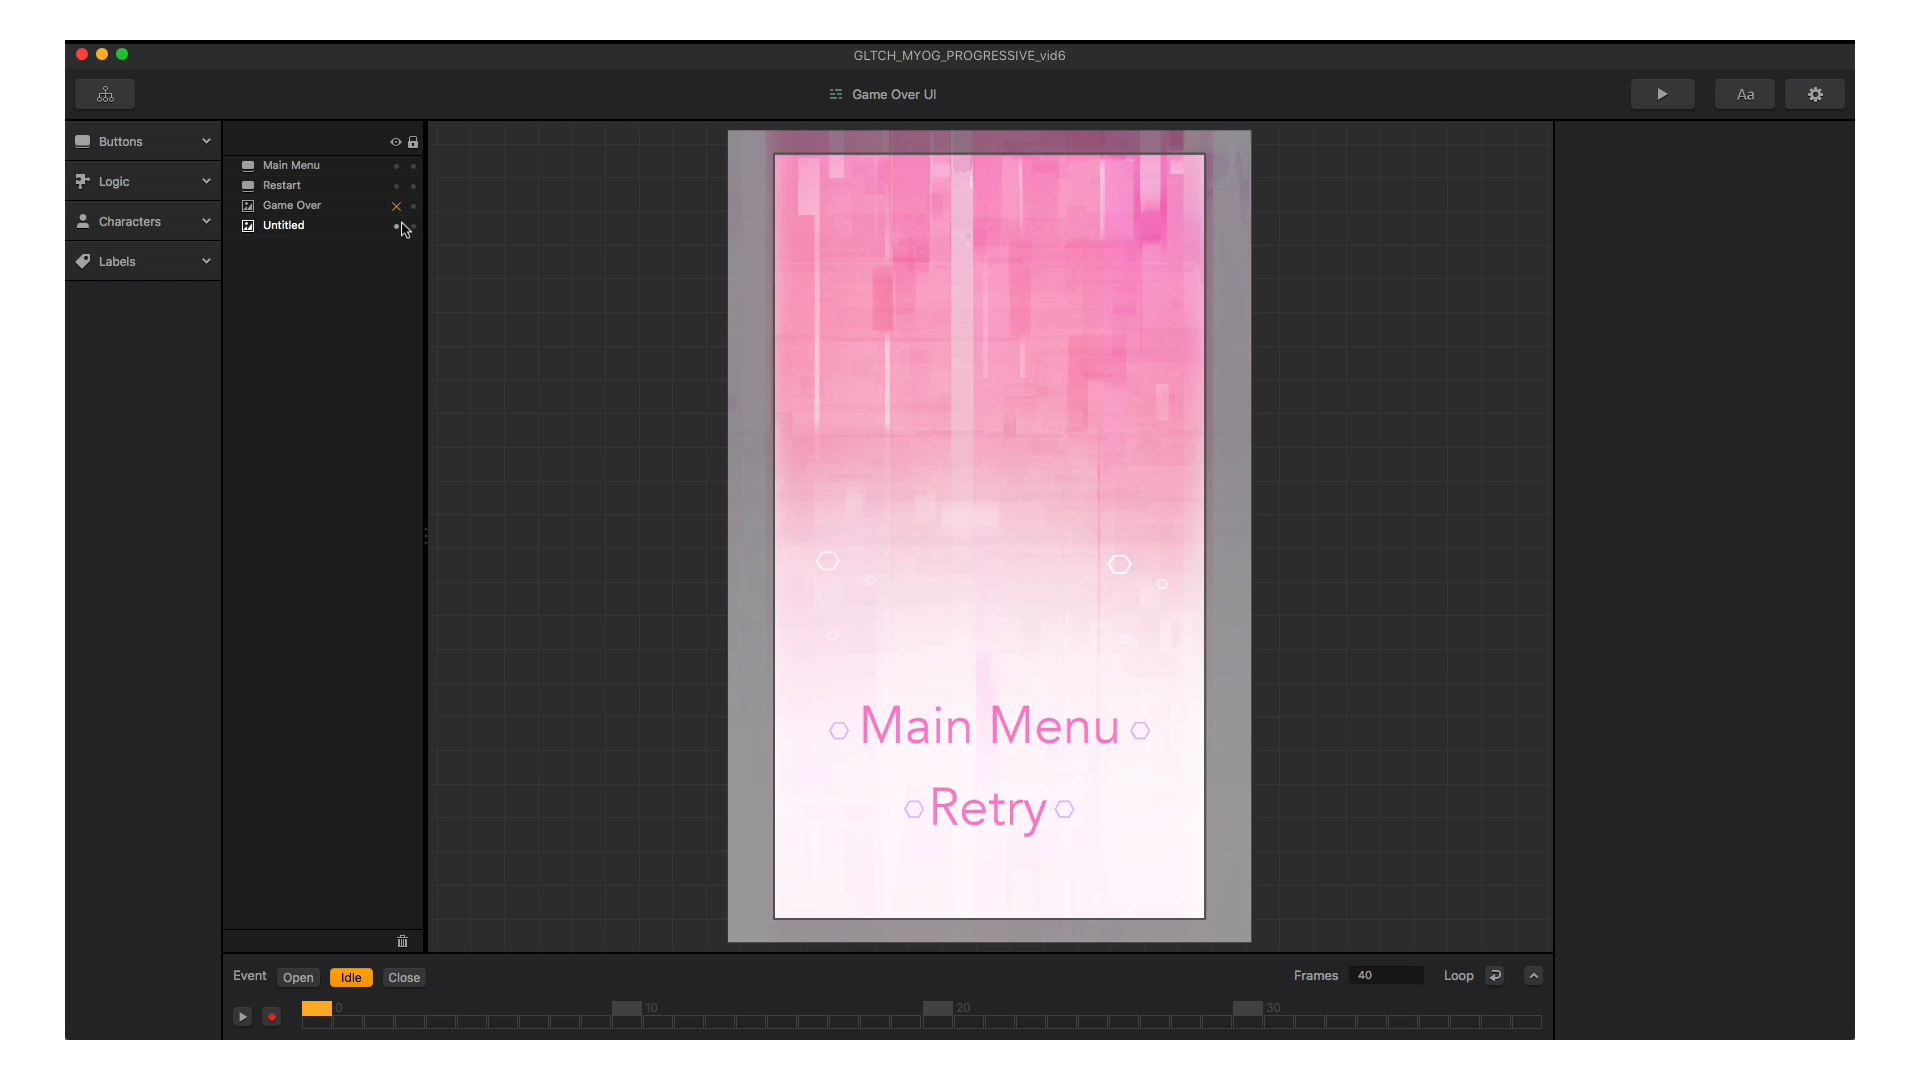 GLTCH_MYOG_PROGRESSIVE_vid6
Game Over UI
Aa
Buttons
Logic
Characters
Labels
Main Menu
Restart
Game Over
Untitled
Main Menu
Retry
Event Open Idle Close
Frames 40 Loop
0 10 20 30